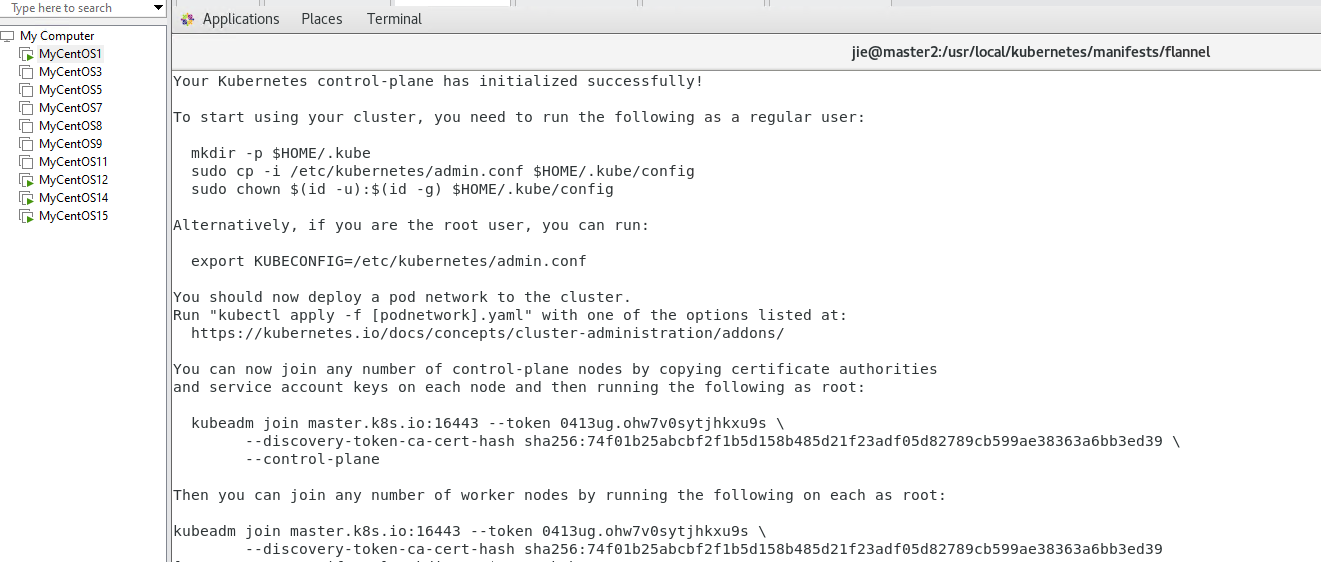 Type here to search
My Computer
MyCentOS1
MyCentOS3
MyCentOS5
MyCentOS7
MyCentOS8
MyCentOS9
MyCentOS11
MyCentOS12
MyCentOS14
MyCentOS15
Applications Places Terminal
jie@master2:/usr/local/kubernetes/manifests/flannel
Your Kubernetes control-plane has initialized successfully!
To start using your cluster, you need to run the following as a regular user:
mkdir -p $HOME/.kube
sudo cp -i /etc/kubernetes/admin.conf $HOME/.kube/config
sudo chown $(id -u):$(id -g) $HOME/.kube/config
Alternatively, if you are the root user, you can run:
export KUBECONFIG=/etc/kubernetes/admin.conf
You should now deploy a pod network to the cluster.
Run "kubectl apply -f [podnetwork].yaml" with one of the options listed at:
https://kubernetes.io/docs/concepts/cluster-administration/addons/
You can now join any number of control-plane nodes by copying certificate authorities
and service account keys on each node and then running the following as root:
kubeadm join master.k8s.io:16443 --token 0413ug.ohw7v0sytjhkxu9s \
--discovery-token-ca-cert-hash sha256:74f01b25abcbf2f1b5d158b485d21f23adf05d82789cb599ae38363a6bb3ed39 \
--control-plane
Then you can join any number of worker nodes by running the following on each as root:
kubeadm join master.k8s.io:16443 --token 0413ug.ohw7v0sytjhkxu9s \
--discovery-token-ca-cert-hash sha256:74f01b25abcbf2f1b5d158b485d21f23adf05d82789cb599ae38363a6bb3ed39